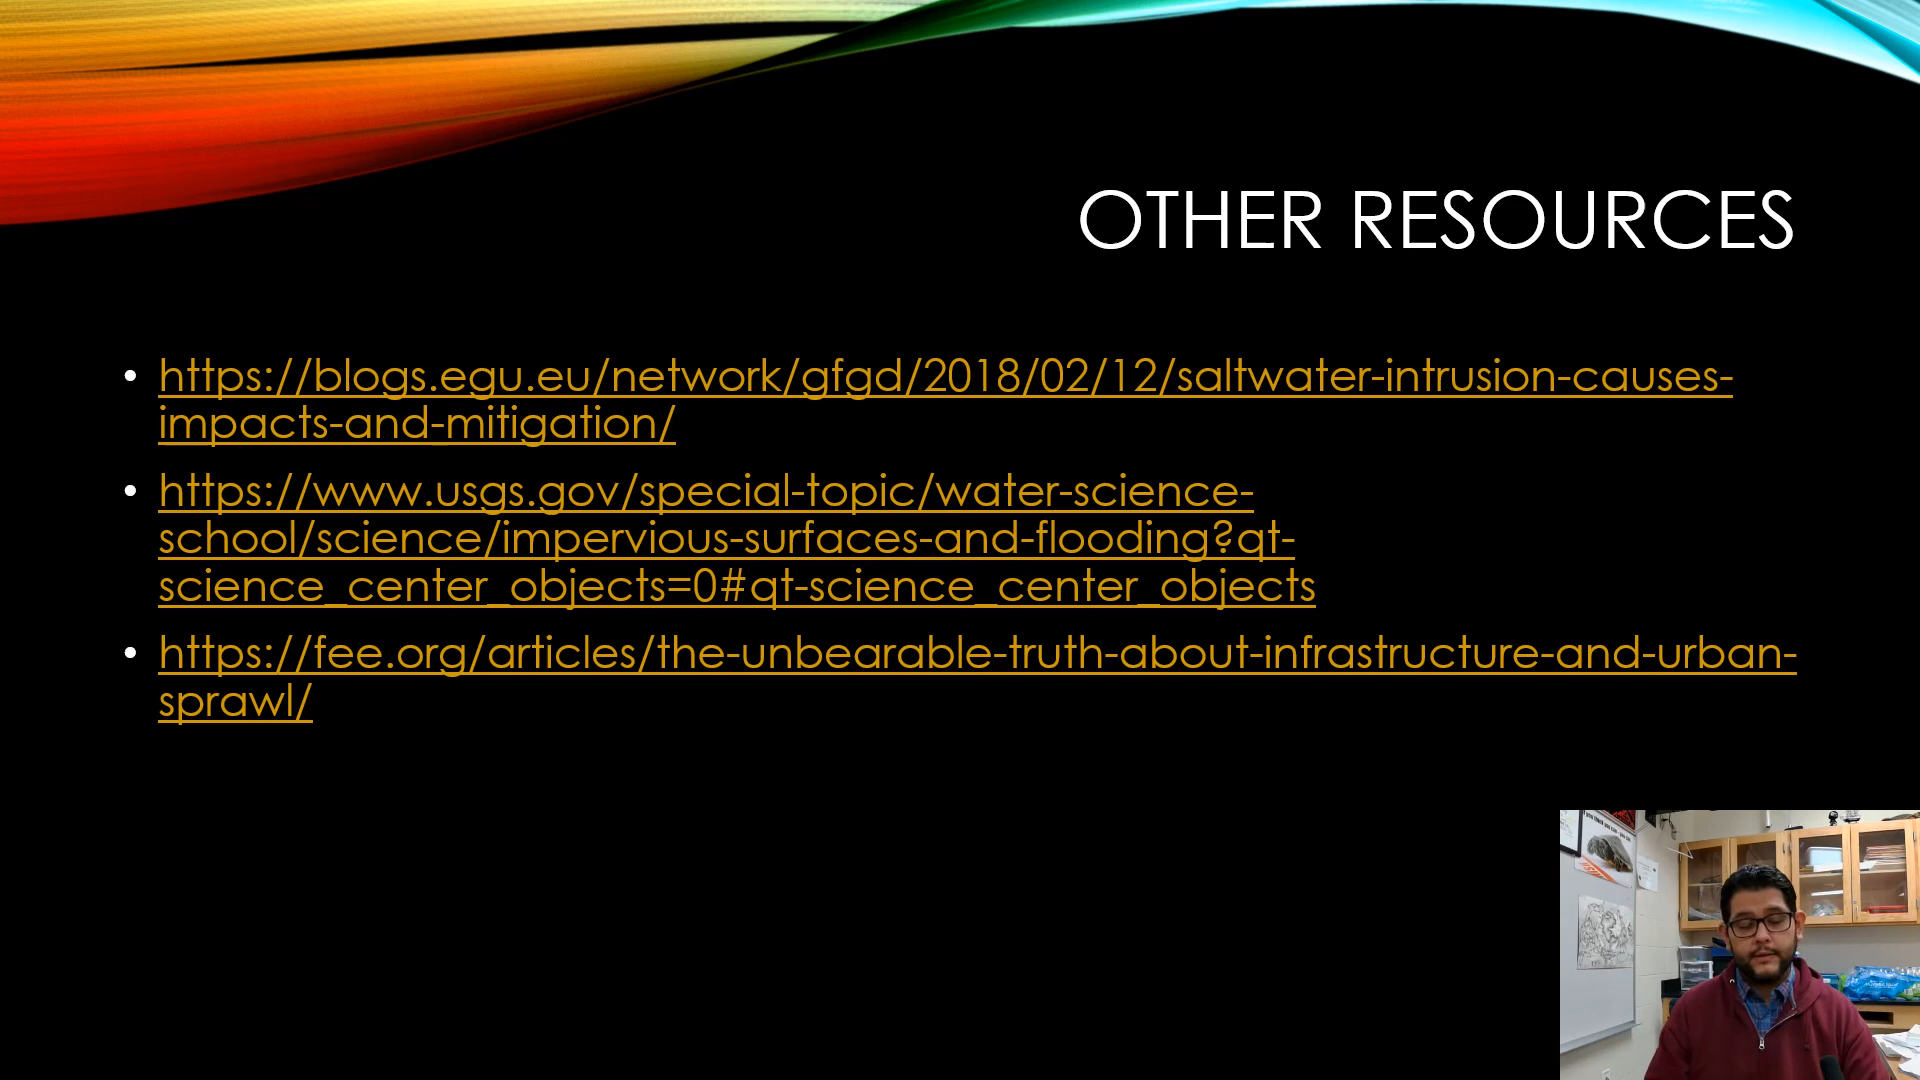 OTHER RESOURCES
• https://blogs.egu.eu/network/gfgd/2018/02/12/saltwater-intrusion-causes-
impacts-and-mitigation/
• https://www.usgs.gov/special-topic/water-science-
school/science/impervious-surfaces-and-flooding?qt-
science_center_objects=0#qt-science_center_objects
• https://fee.org/articles/the-unbearable-truth-about-infrastructure-and-urban-
sprawl/